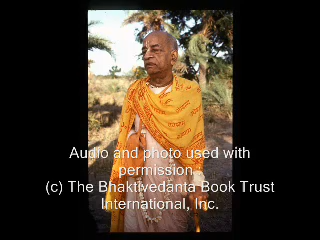 Audio and photo used with
permission.
(c) The Bhaktivedanta Book Trust
International, Inc.